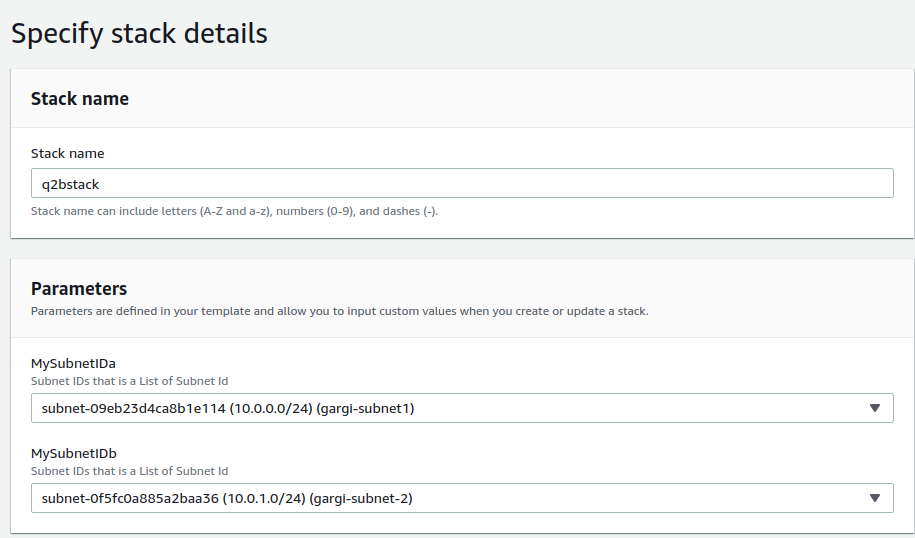 Specify stack details
Stack name
Stack name
q2bstack
Stack name can include letters (A-Z and a-z), numbers (0-9), and dashes (-).
Parameters
Parameters are defined in your template and allow you to input custom values when you create or update a stack.
MySubnetIDa
Subnet IDs that is a List of Subnet Id
subnet-09eb23d4ca8b1e114 (10.0.0.0/24) (gargi-subnet1)
MySubnetIDb
Subnet IDs that is a List of Subnet Id
subnet-0f5fc0a885a2baa36 (10.0.1.0/24) (gargi-subnet-2)